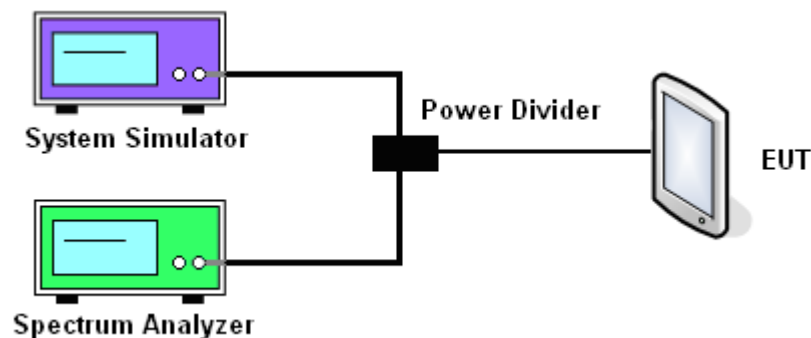 System Simulator
Power Divider
EUT
Spectrum Analyzer